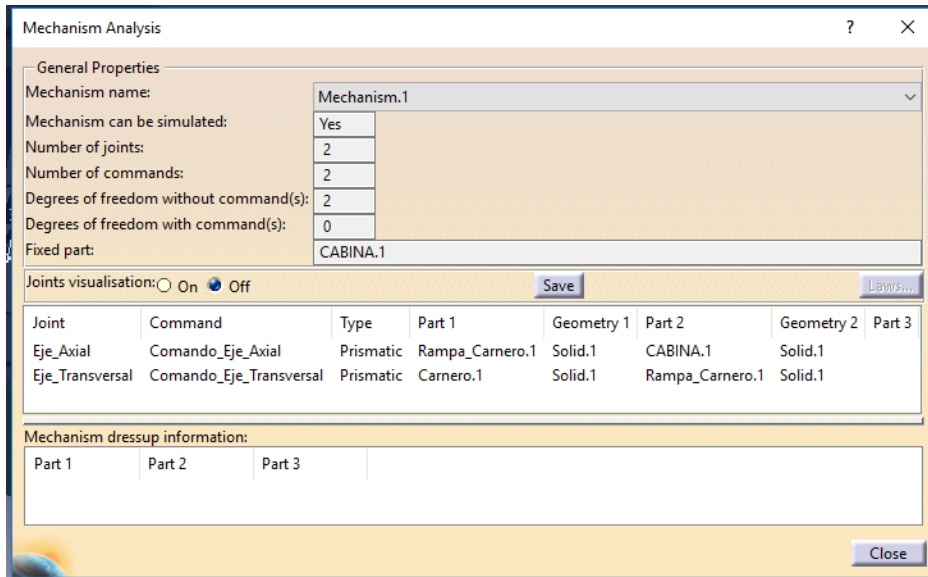 Mechanism Analysis ?
General Properties
Mechanism name: Mechanism.1
Mechanism can be simulated: Yes
Number of joints: 2
Number of commands: 2
Degrees of freedom without command(s): 2
Degrees of freedom with command(s): 0
Fixed part: CABINA.1
Joints visualisation: On Off Save Laws...
Joint Command Type Part 1 Geometry 1 Part 2 Geometry 2 Part 3
Eje_Axial Comando_Eje_Axial Prismatic Rampa_Carnero.1 Solid.1 CABINA.1 Solid.1
Eje_Transversal Comando_Eje_Transversal Prismatic Carnero.1 Solid.1 Rampa_Carnero.1 Solid.1
Mechanism dressup information:
Part 1 Part 2 Part 3
Close